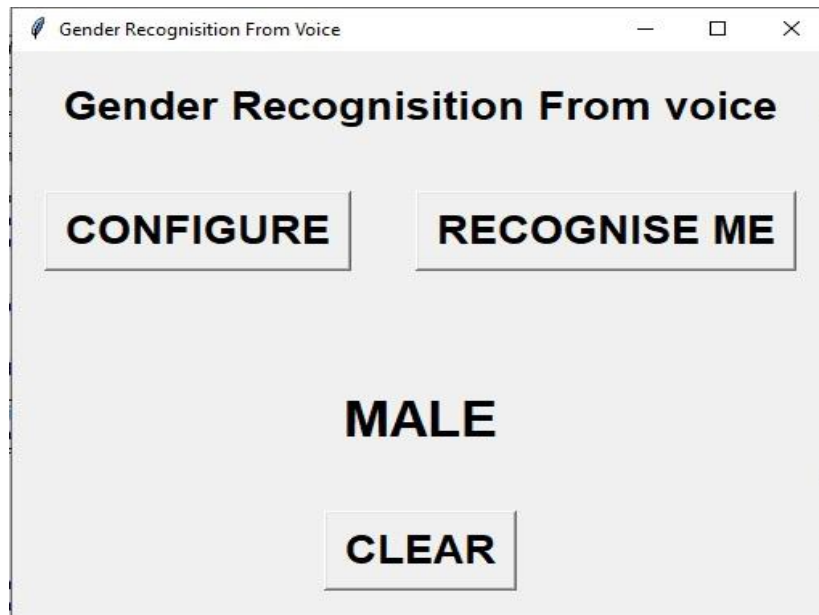 Gender Recognisition From Voice
Gender Recognisition From voice
CONFIGURE RECOGNISE ME
MALE
CLEAR